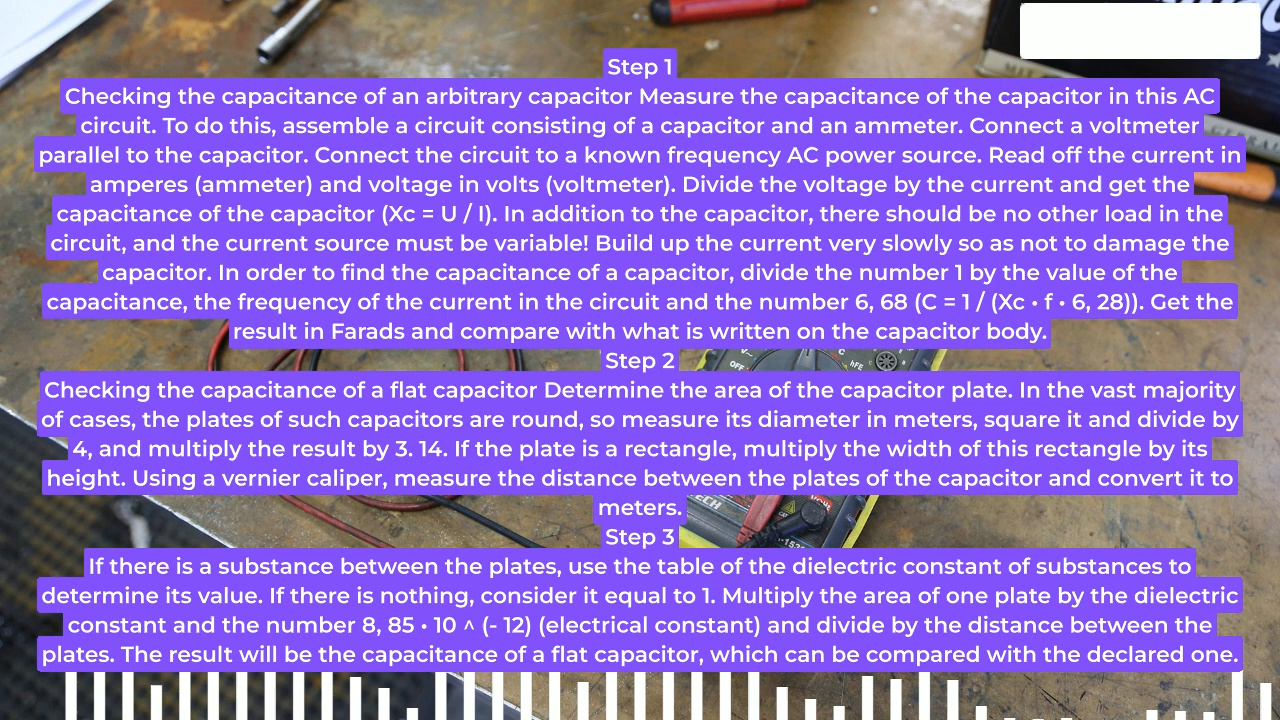 Step 1
Checking the capacitance of an arbitrary capacitor Measure the capacitance of the capacitor in this AC
circuit. To do this, assemble a circuit consisting of a capacitor and an ammeter. Connect a voltmeter
parallel to the capacitor. Connect the circuit to a known frequency AC power source. Read off the current in
amperes (ammeter) and voltage in volts (voltmeter). Divide the voltage by the current and get the
capacitance of the capacitor (Xc = U / I). In addition to the capacitor, there should be no other load in the
circuit, and the current source must be variable! Build up the current very slowly so as not to damage the
capacitor. In order to find the capacitance of a capacitor, divide the number 1 by the value of the
capacitance, the frequency of the current in the circuit and the number 6, 68 (C = 1 / (Xc • f • 6, 28)). Get the
result in Farads and compare with what is written on the capacitor body.
OFF
hFE
Step 2
Checking the capacitance of a flat capacitor Determine the area of the capacitor plate. In the vast majority
of cases, the plates of such capacitors are round, so measure its diameter in meters, square it and divide by
4, and multiply the result by 3. 14. If the plate is a rectangle, multiply the width of this rectangle by its
height. Using a vernier caliper, measure the distance between the plates of the capacitor and convert it to
meters.
Step 3
If there is a substance between the plates, use the table of the dielectric constant of substances to
determine its value. If there is nothing, consider it equal to 1. Multiply the area of one plate by the dielectric
constant and the number 8, 85 • 10 ^ (- 12) (electrical constant) and divide by the distance between the
plates. The result will be the capacitance of a flat capacitor, which can be compared with the declared one.